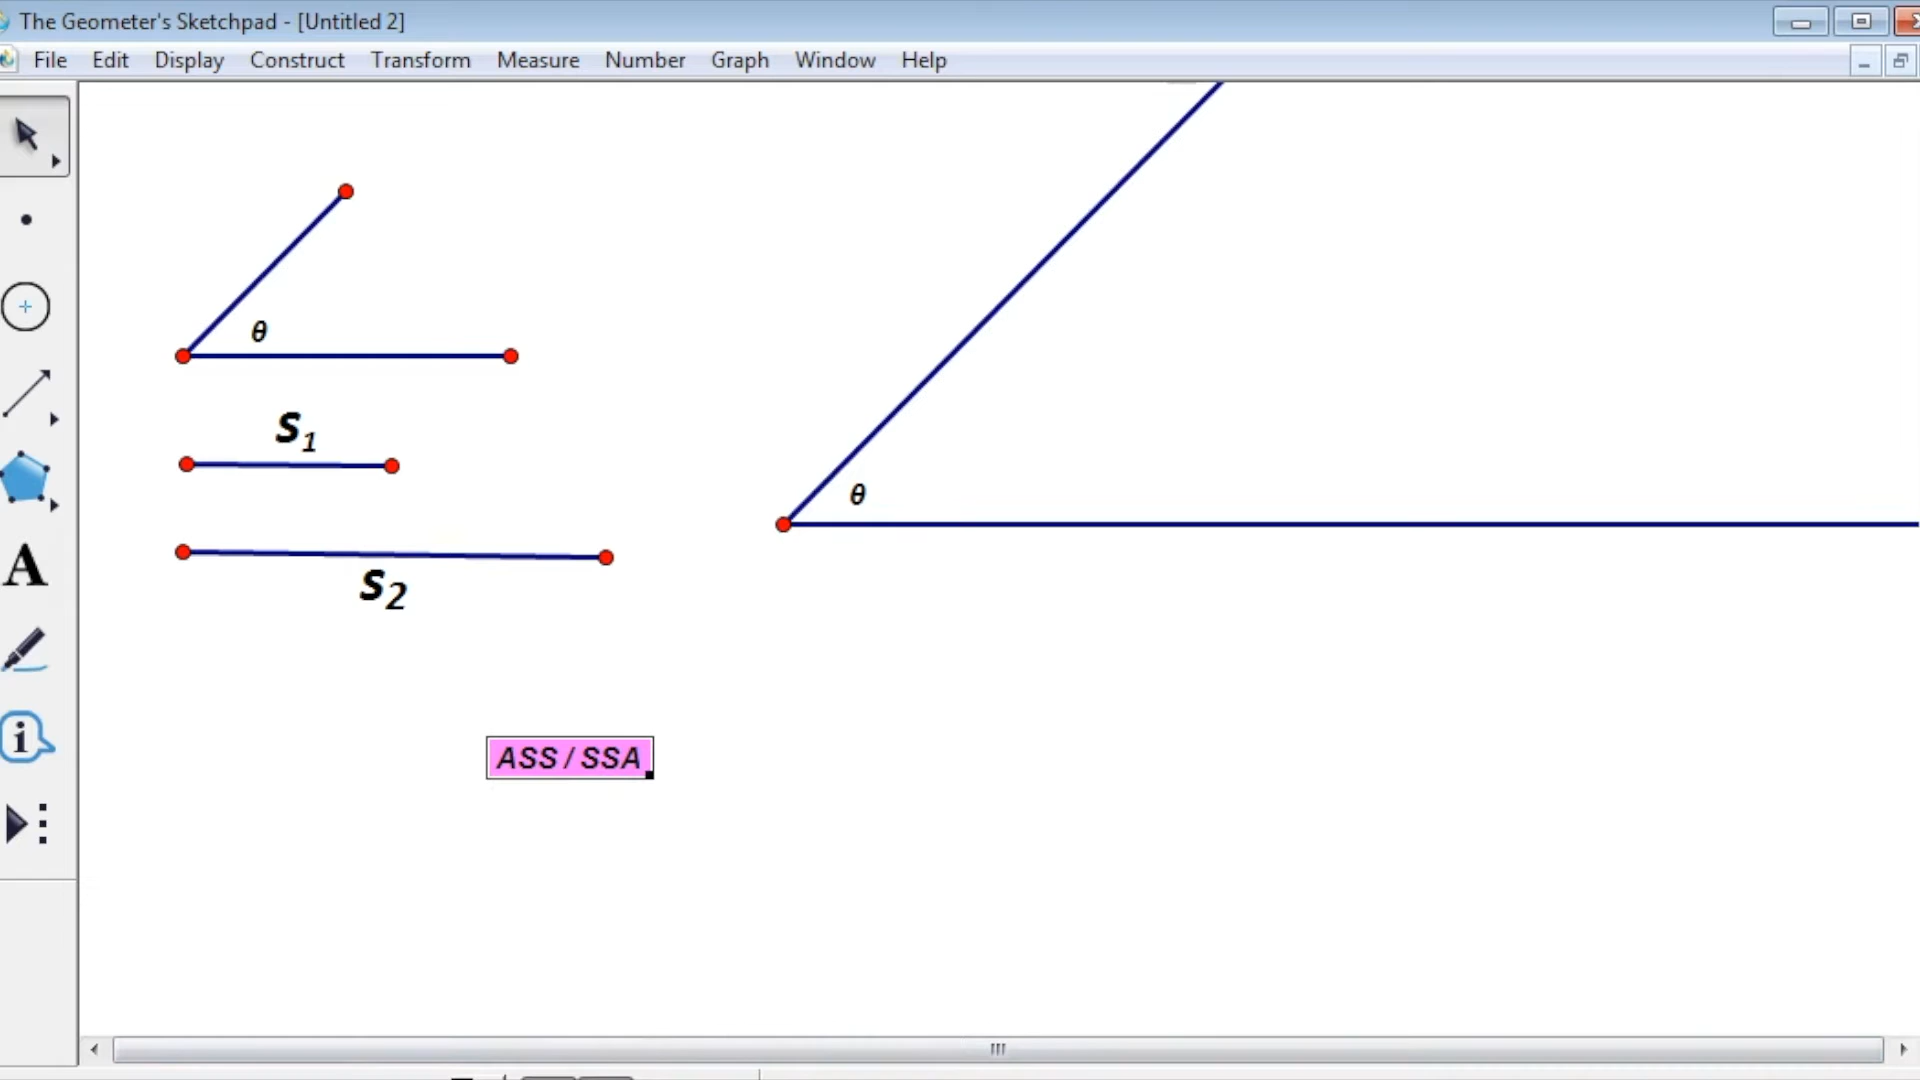 The Geometer's Sketchpad - [Untitled 2]
File Edit Display Construct Transform Measure Number Graph Window Help
θ
S₁
θ
S₂
A
i
ASS / SSA